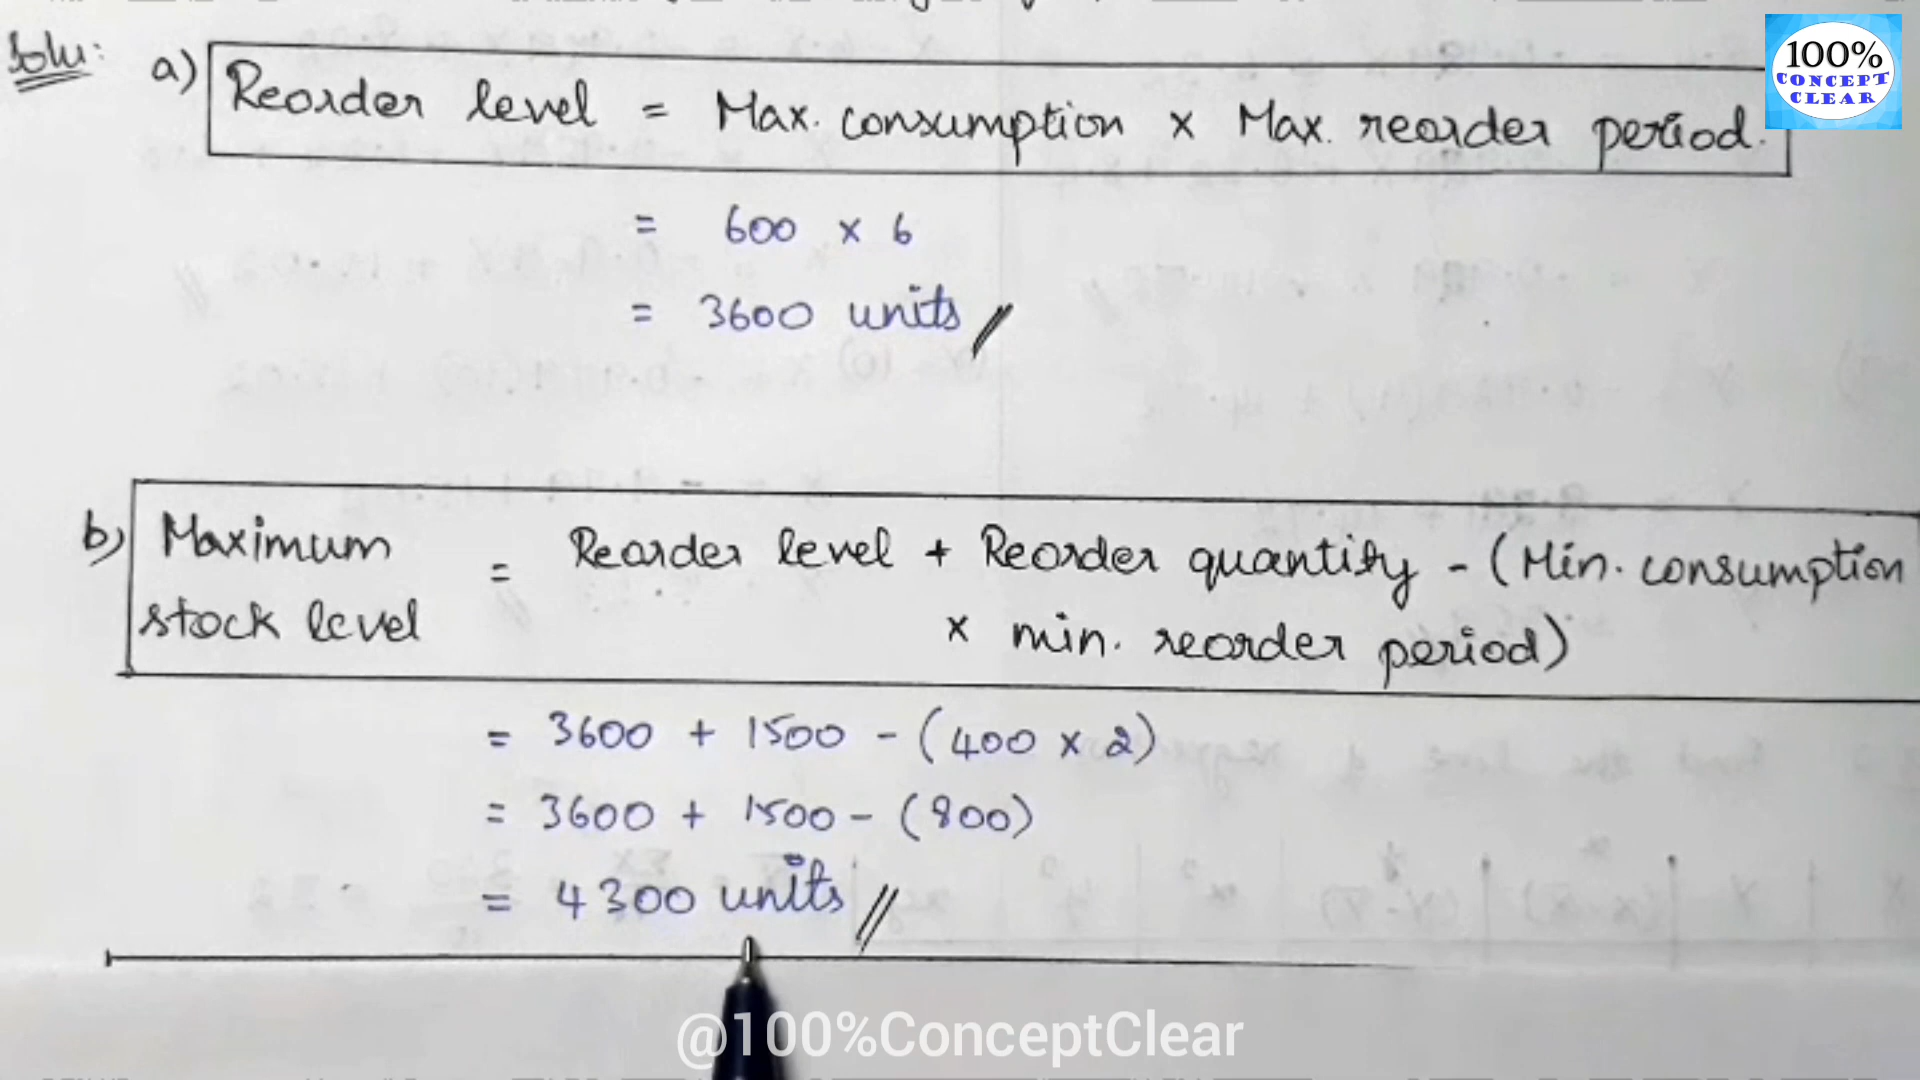 Solu:
a) Reorder level = Max. consumption x Max. reorder period.
= 600 x 6
= 3600 units
b) Maximum stock level = Reorder level + Reorder quantity - (Min. consumption
x min. reorder period)
= 3600 + 1500 - (400 x 2)
= 3600 + 1500 - (800)
= 4300 units
100%
CONCEPT
CLEAR
@100%ConceptClear